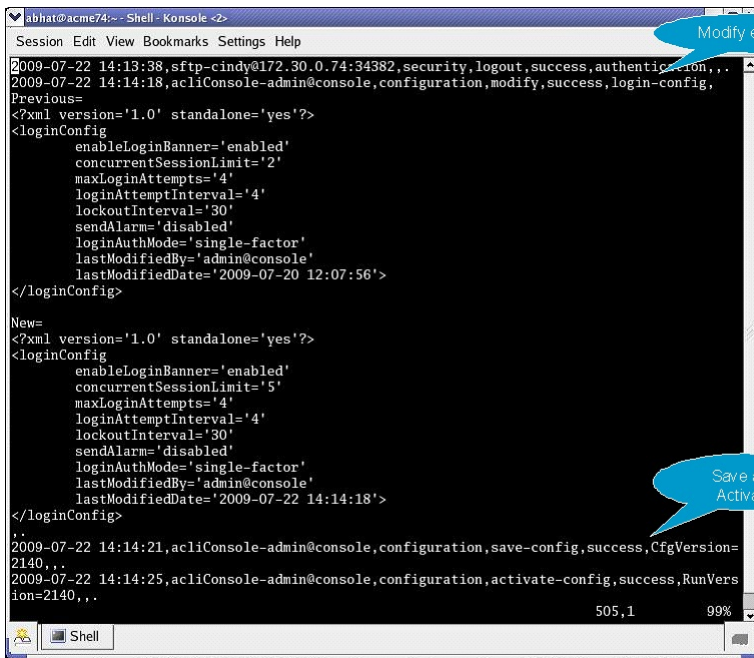 abhat@acme74:~ - Shell - Konsole <2>
Session Edit View Bookmarks Settings Help
Modify
2009-07-22 14:13:38,sftp-cindy@172.30.0.74:34382,security,logout,success,authentication,,.
2009-07-22 14:14:18,acliConsole-admin@console,configuration,modify,success,login-config,
Previous=
<?xml version='1.0' standalone='yes'?>
<loginConfig
enableLoginBanner='enabled'
concurrentSessionLimit='2'
maxLoginAttempts='4'
loginAttemptInterval='4'
lockoutInterval='30'
sendAlarm='disabled'
loginAuthMode='single-factor'
lastModifiedBy='admin@console'
lastModifiedDate='2009-07-20 12:07:56'>
</loginConfig>
New=
<?xml version='1.0' standalone='yes'?>
<loginConfig
enableLoginBanner='enabled'
concurrentSessionLimit='5'
maxLoginAttempts='4'
loginAttemptInterval='4'
lockoutInterval='30'
sendAlarm='disabled'
loginAuthMode='single-factor'
lastModifiedBy='admin@console'
lastModifiedDate='2009-07-22 14:14:18'>
</loginConfig>
,.
Save
2009-07-22 14:14:21,acliConsole-admin@console,configuration,save-config,success,CfgVersion=
2140,,.
2009-07-22 14:14:25,acliConsole-admin@console,configuration,activate-config,success,RunVers
ion=2140,,.
505,1 99%
Shell